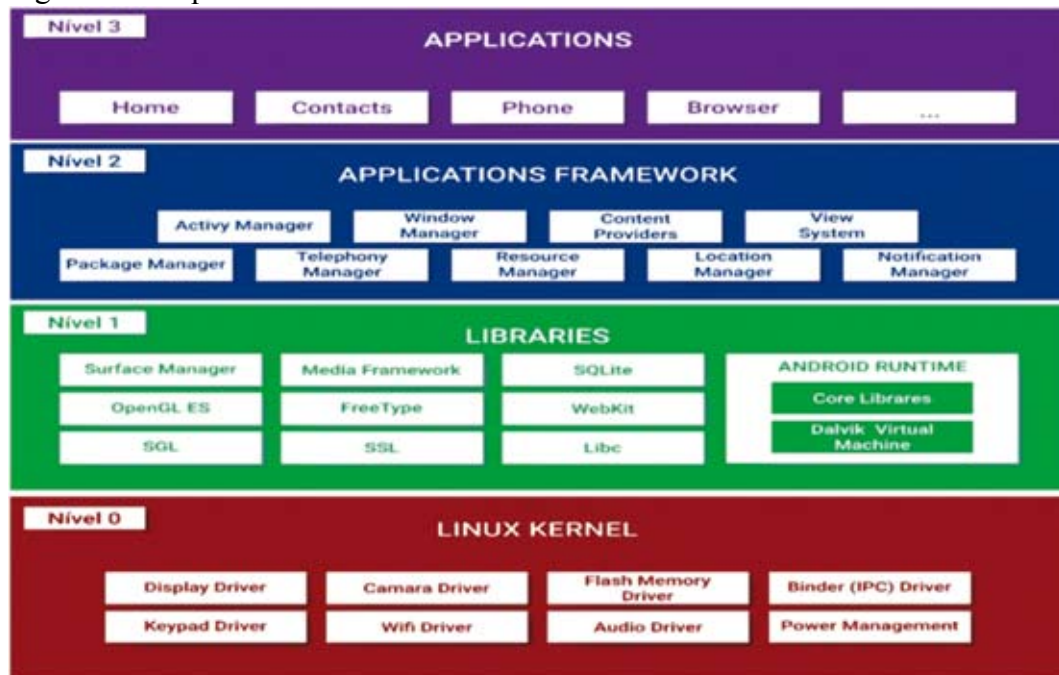 Nível 3
APPLICATIONS
Home
Contacts
Phone
Browser
...
Nível 2
APPLICATIONS FRAMEWORK
Activy Manager
Window
Manager
Content
Providers
View
System
Package Manager
Telephony
Manager
Resource
Manager
Location
Manager
Notification
Manager
Nível 1
LIBRARIES
Surface Manager
Media Framework
SQLite
OpenGL ES
FreeType
WebKit
SGL
SSL
Libc
ANDROID RUNTIME
Core Librares
Dalvik Virtual
Machine
Nível 0
LINUX KERNEL
Display Driver
Camara Driver
Flash Memory
Driver
Binder (IPC) Driver
Keypad Driver
Wifi Driver
Audio Driver
Power Management